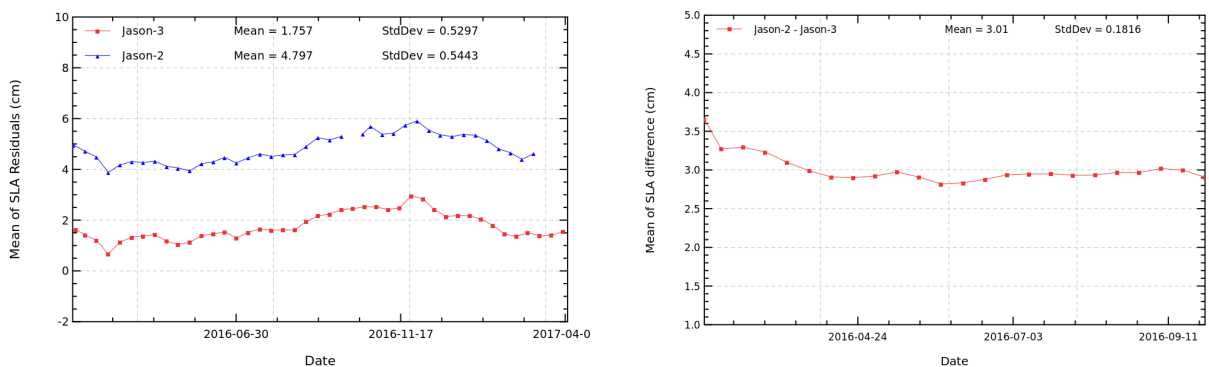 10
8
6
4
2
0
-2
Mean of SLA Residuals (cm)
Jason-3 Mean = 1.757 StdDev = 0.5297
Jason-2 Mean = 4.797 StdDev = 0.5443
2016-06-30 2016-11-17 2017-04-0
Date
5.0
4.5
4.0
3.5
3.0
2.5
2.0
1.5
1.0
Mean of SLA difference (cm)
Jason-2 - Jason-3 Mean = 3.01 StdDev = 0.1816
2016-04-24 2016-07-03 2016-09-11
Date